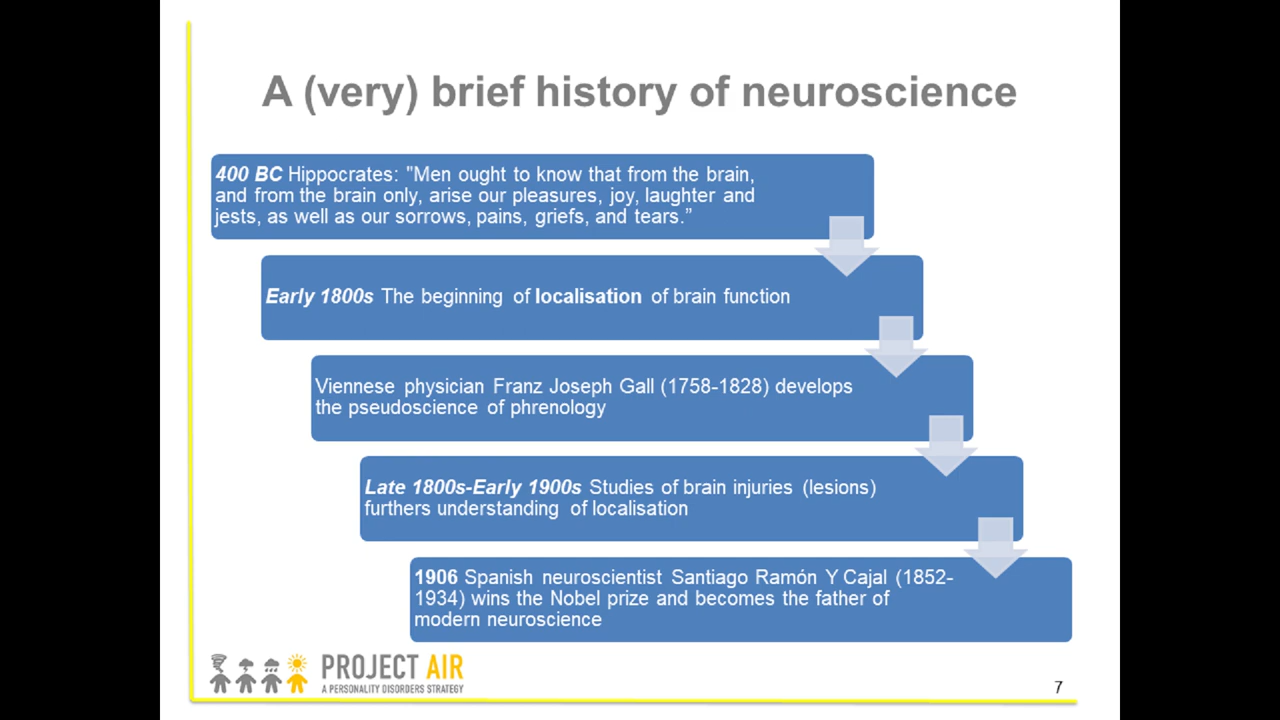 A (very) brief history of neuroscience
400 BC Hippocrates: "Men ought to know that from the brain,
and from the brain only, arise our pleasures, joy, laughter and
jests, as well as our sorrows, pains, griefs, and tears.”
Early 1800s The beginning of localisation of brain function
Viennese physician Franz Joseph Gall (1758-1828) develops
the pseudoscience of phrenology
Late 1800s-Early 1900s Studies of brain injuries (lesions)
furthers understanding of localisation
1906 Spanish neuroscientist Santiago Ramón Y Cajal (1852-
1934) wins the Nobel prize and becomes the father of
modern neuroscience
PROJECT AIR
A PERSONALITY DISORDERS STRATEGY
7